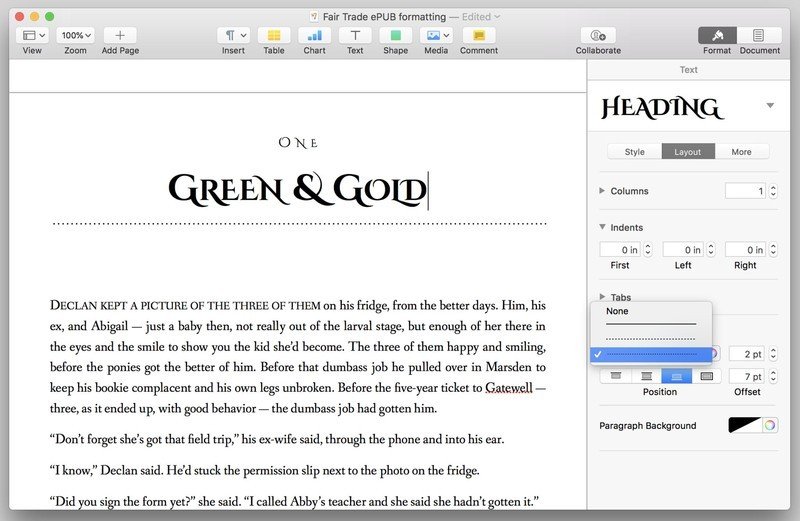 Fair Trade ePUB formatting — Edited
100%
View
Zoom
Add Page
Insert
Table
Chart
Text
Shape
Media
Comment
Collaborate
Format
Document
Text
HEADING
Style
Layout
More
Columns
1
Indents
0 in
0 in
0 in
First
Left
Right
Tabs
None
2 pt
7 pt
Position
Offset
Paragraph Background
One
Green & Gold
DECLAN KEPT A PICTURE OF THE THREE OF THEM on his fridge, from the better days. Him, his
ex, and Abigail — just a baby then, not really out of the larval stage, but enough of her there in
the eyes and the smile to show you the kid she’d become. The three of them happy and smiling,
before the ponies got the better of him. Before that dumbass job he pulled over in Marsden to
keep his bookie complacent and his own legs unbroken. Before the five-year ticket to Gatewell —
three, as it ended up, with good behavior — the dumbass job had gotten him.
“Don’t forget she’s got that field trip,” his ex-wife said, through the phone and into his ear.
“I know,” Declan said. He’d stuck the permission slip next to the photo on the fridge.
“Did you sign the form yet?” she said. “I called Abby’s teacher and she said she hadn’t gotten it.”